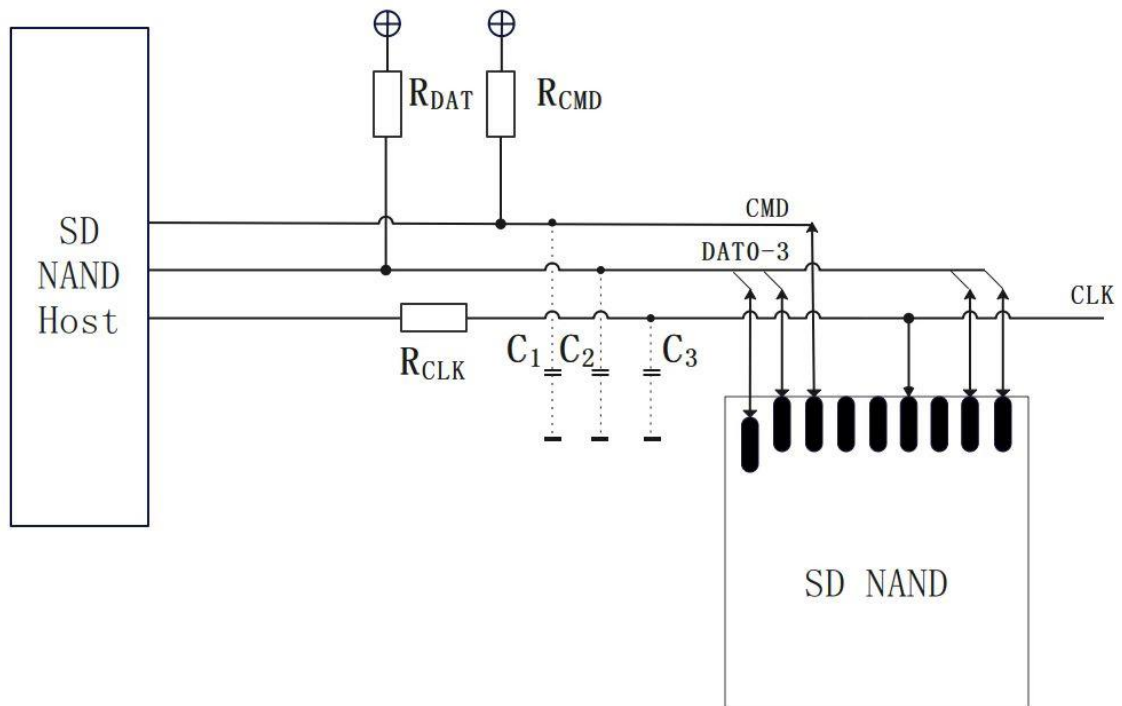 RDAT
RCMD
SD
NAND
Host
CMD
DAT0-3
CLK
RCLK
C1
C2
C3
SD NAND